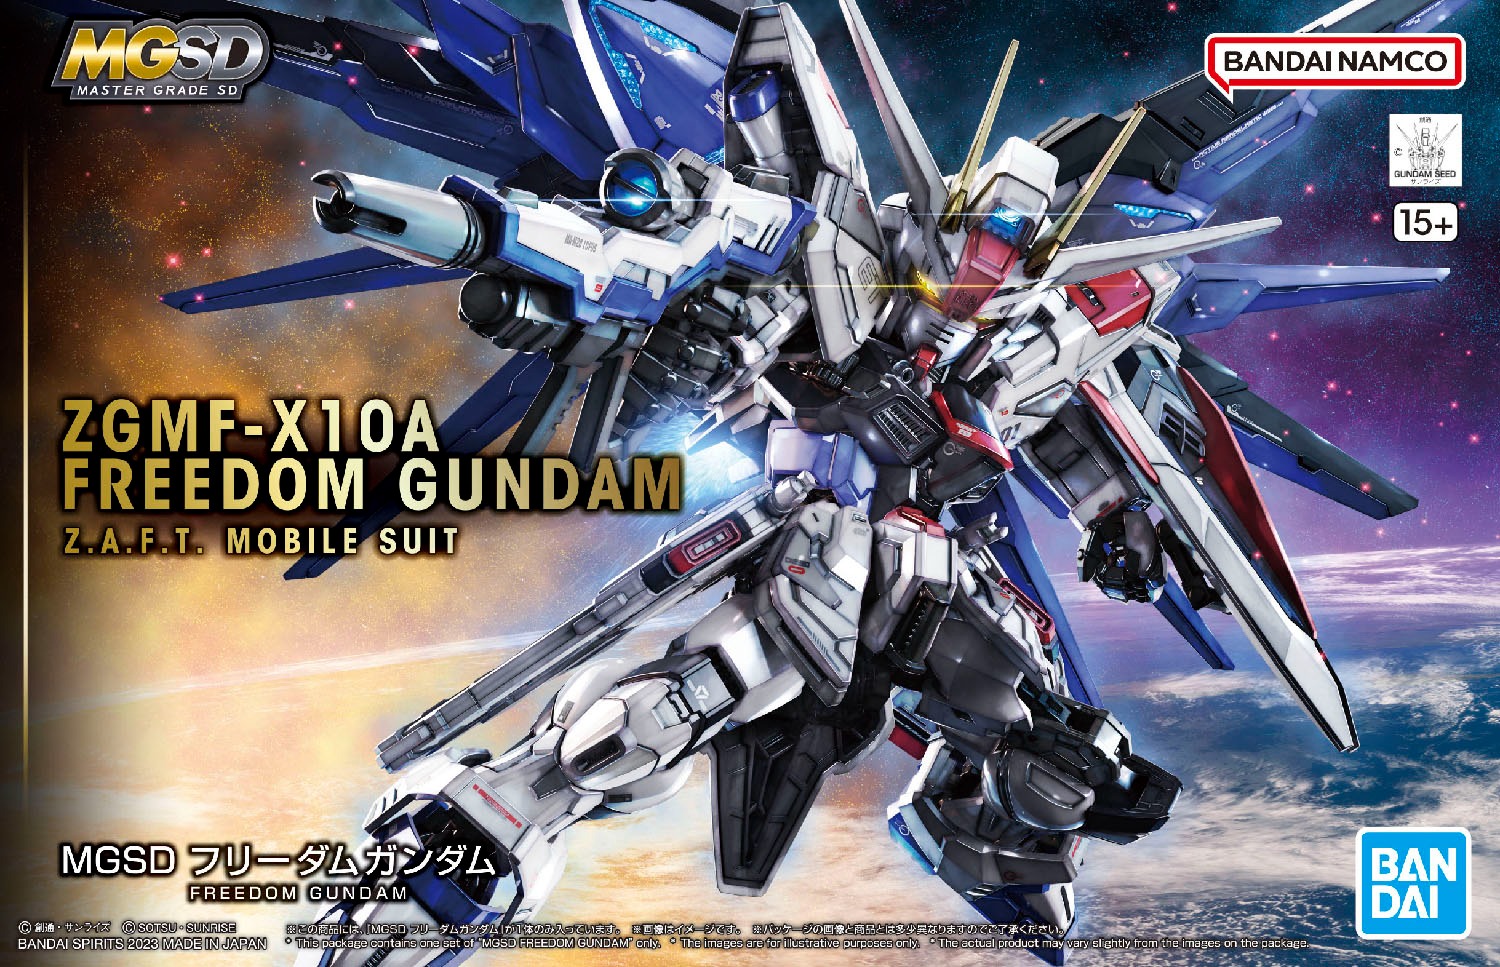 MGSD
MASTER GRADE SD
BANDAI NAMCO
創通
©
GUNDAM SEED
サンライズ
15+
ZGMF-X10A
FREEDOM GUNDAM
Z.A.F.T. MOBILE SUIT
MGSD フリーダムガンダム
FREEDOM GUNDAM
BAN
DAI
©創通・サンライズ ©SOTSU・SUNRISE
BANDAI SPIRITS 2023 MADE IN JAPAN
※この商品には、「MGSD フリーダムガンダム」が1体のみ入っています。 ※画像はイメージです。 ※パッケージの画像と商品とは多少異なりますのでご了承ください。
* This package contains one set of "MGSD FREEDOM GUNDAM" only. * The images are for illustrative purposes only. * The actual product may vary slightly from the images on the package.